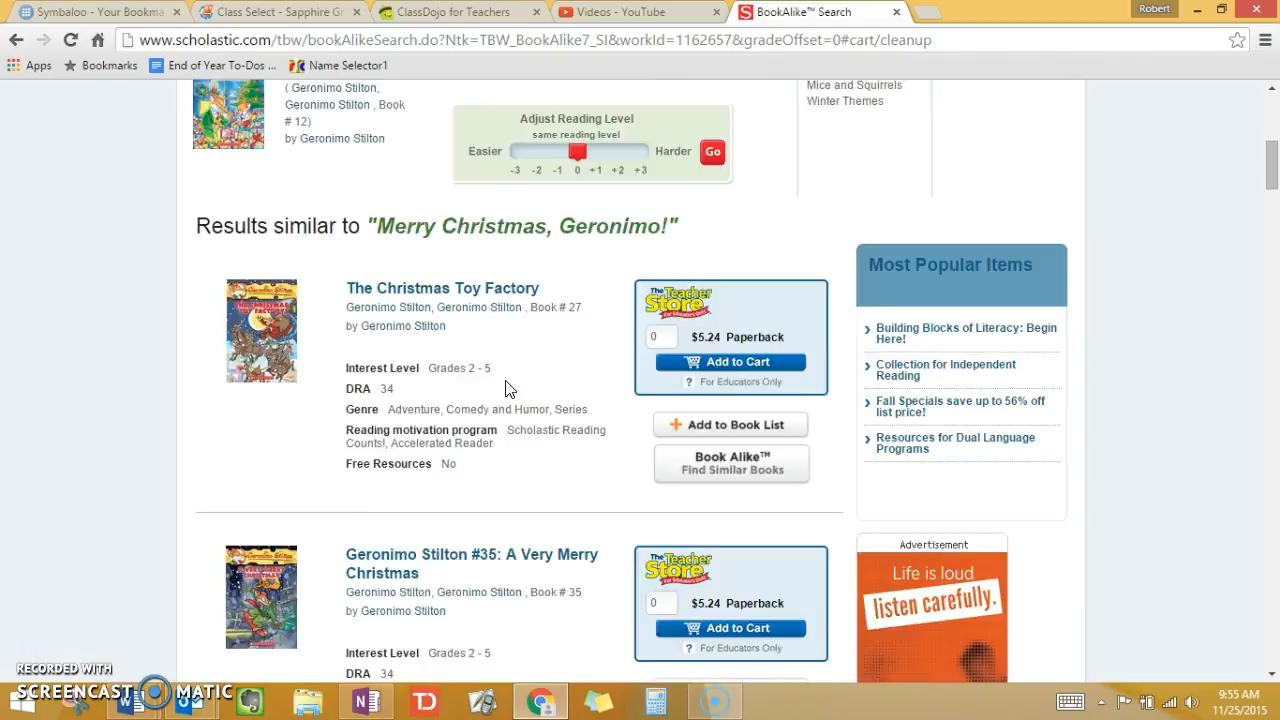 Symbaloo - Your Bookma
Class Select - Sapphire Gr
ClassDojo for Teachers
Videos - YouTube
BookAlike™ Search
Robert
www.scholastic.com/tbw/bookAlikeSearch.do?Ntk=TBW_BookAlike7_SI&workId=1162657&gradeOffset=0#cart/cleanup
Apps
Bookmarks
End of Year To-Dos ...
Name Selector1
( Geronimo Stilton,
Geronimo Stilton , Book
# 12)
by Geronimo Stilton
Adjust Reading Level
same reading level
Easier
Harder
Go
-3 -2 -1 0 +1 +2 +3
Mice and Squirrels
Winter Themes
Results similar to "Merry Christmas, Geronimo!"
The Christmas Toy Factory
Geronimo Stilton, Geronimo Stilton , Book # 27
by Geronimo Stilton
Interest Level Grades 2 - 5
DRA 34
Genre Adventure, Comedy and Humor, Series
Reading motivation program Scholastic Reading
Counts!, Accelerated Reader
Free Resources No
The Teacher
Store
For Educators Only
0 $5.24 Paperback
Add to Cart
? For Educators Only
Add to Book List
Book Alike™
Find Similar Books
Most Popular Items
Building Blocks of Literacy: Begin
Here!
Collection for Independent
Reading
Fall Specials save up to 56% off
list price!
Resources for Dual Language
Programs
Geronimo Stilton #35: A Very Merry
Christmas
Geronimo Stilton, Geronimo Stilton , Book # 35
by Geronimo Stilton
Interest Level Grades 2 - 5
DRA 34
The Teacher
Store
For Educators Only
0 $5.24 Paperback
Add to Cart
? For Educators Only
Advertisement
Life is loud
listen carefully.
RECORDED WITH
SCREENCAST MATIC
9:55 AM
11/25/2015